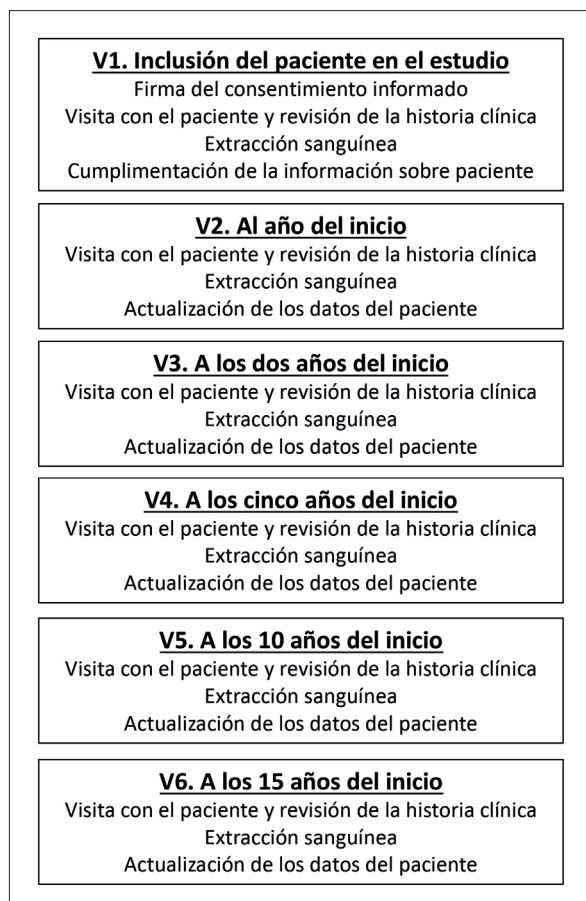 V1. Inclusión del paciente en el estudio
Firma del consentimiento informado
Visita con el paciente y revisión de la historia clínica
Extracción sanguínea
Cumplimentación de la información sobre paciente
V2. Al año del inicio
Visita con el paciente y revisión de la historia clínica
Extracción sanguínea
Actualización de los datos del paciente
V3. A los dos años del inicio
Visita con el paciente y revisión de la historia clínica
Extracción sanguínea
Actualización de los datos del paciente
V4. A los cinco años del inicio
Visita con el paciente y revisión de la historia clínica
Extracción sanguínea
Actualización de los datos del paciente
V5. A los 10 años del inicio
Visita con el paciente y revisión de la historia clínica
Extracción sanguínea
Actualización de los datos del paciente
V6. A los 15 años del inicio
Visita con el paciente y revisión de la historia clínica
Extracción sanguínea
Actualización de los datos del paciente